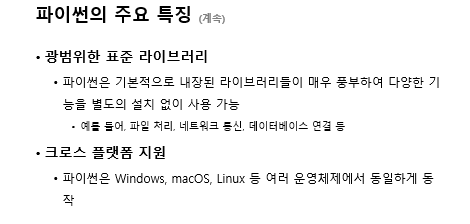 파이썬의 주요 특징 (계속)
• 광범위한 표준 라이브러리
• 파이썬은 기본적으로 내장된 라이브러리들이 매우 풍부하여 다양한 기
능을 별도의 설치 없이 사용 가능
• 예를 들어, 파일 처리, 네트워크 통신, 데이터베이스 연결 등
• 크로스 플랫폼 지원
• 파이썬은 Windows, macOS, Linux 등 여러 운영체제에서 동일하게 동
작